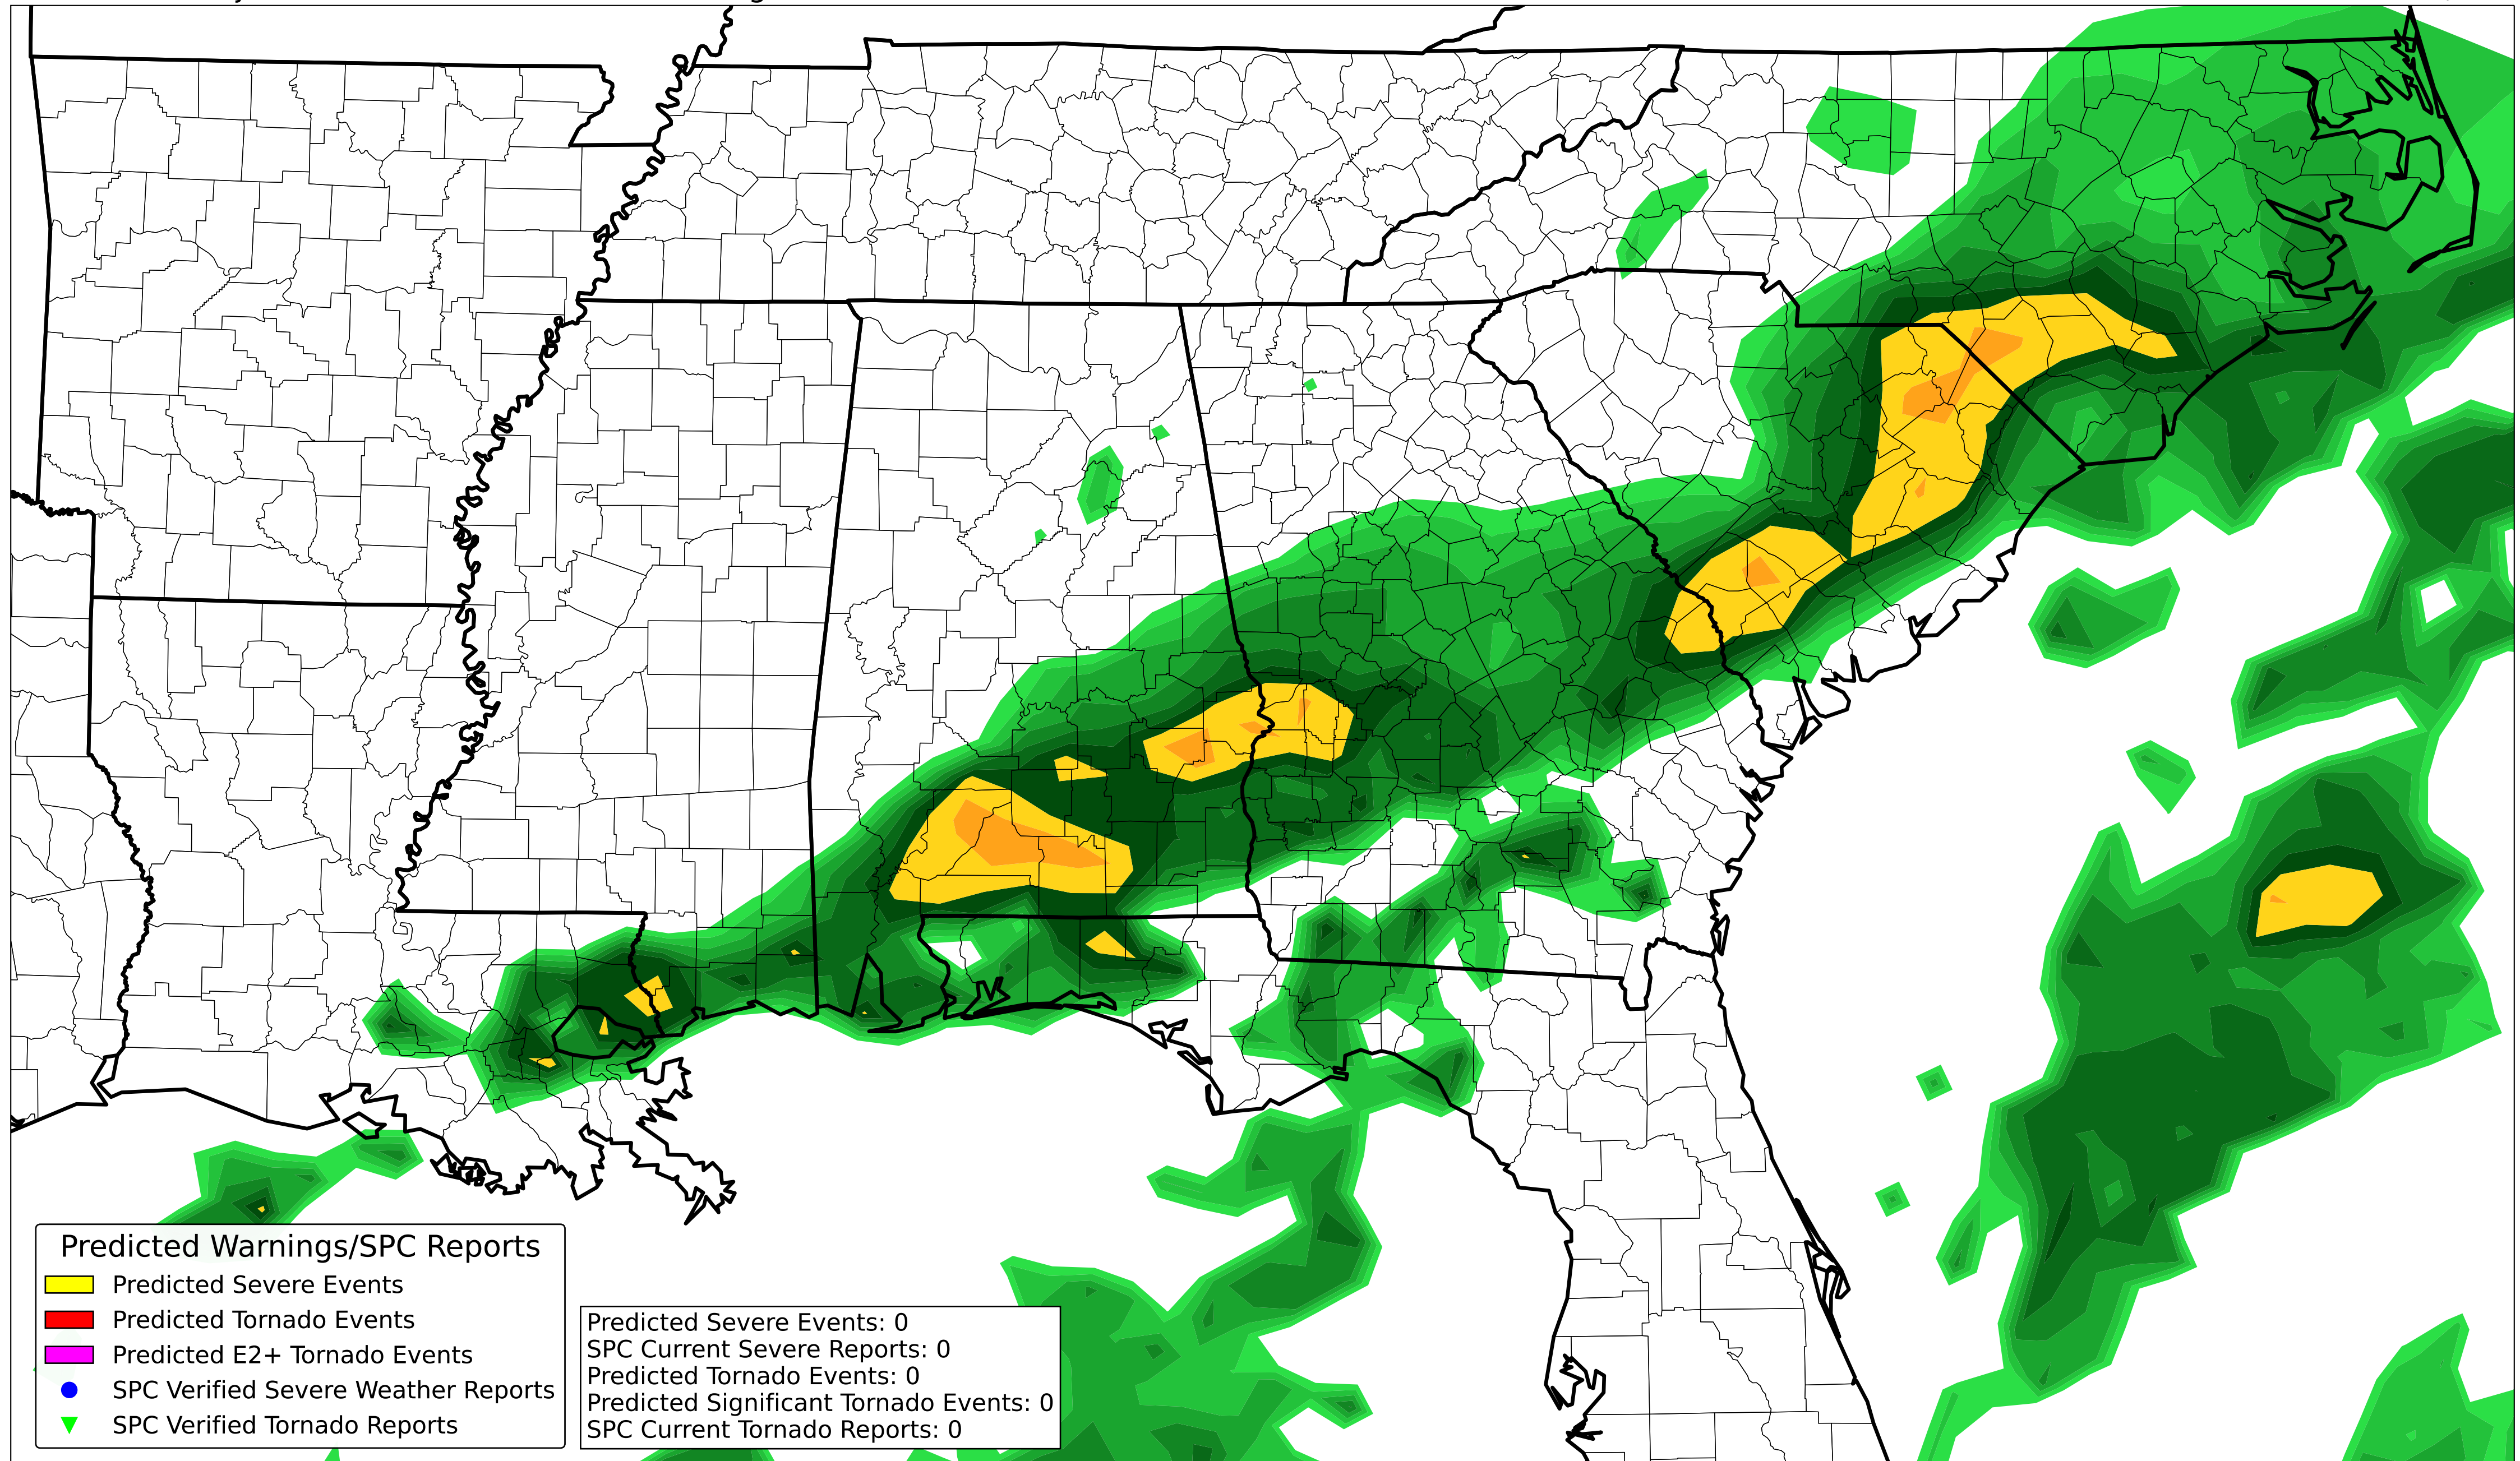 Predicted Warnings/SPC Reports
Predicted Severe Events
Predicted Tornado Events
Predicted E2+ Tornado Events
SPC Verified Severe Weather Reports
SPC Verified Tornado Reports
Predicted Severe Events: 0
SPC Current Severe Reports: 0
Predicted Tornado Events: 0
Predicted Significant Tornado Events: 0
SPC Current Tornado Reports: 0